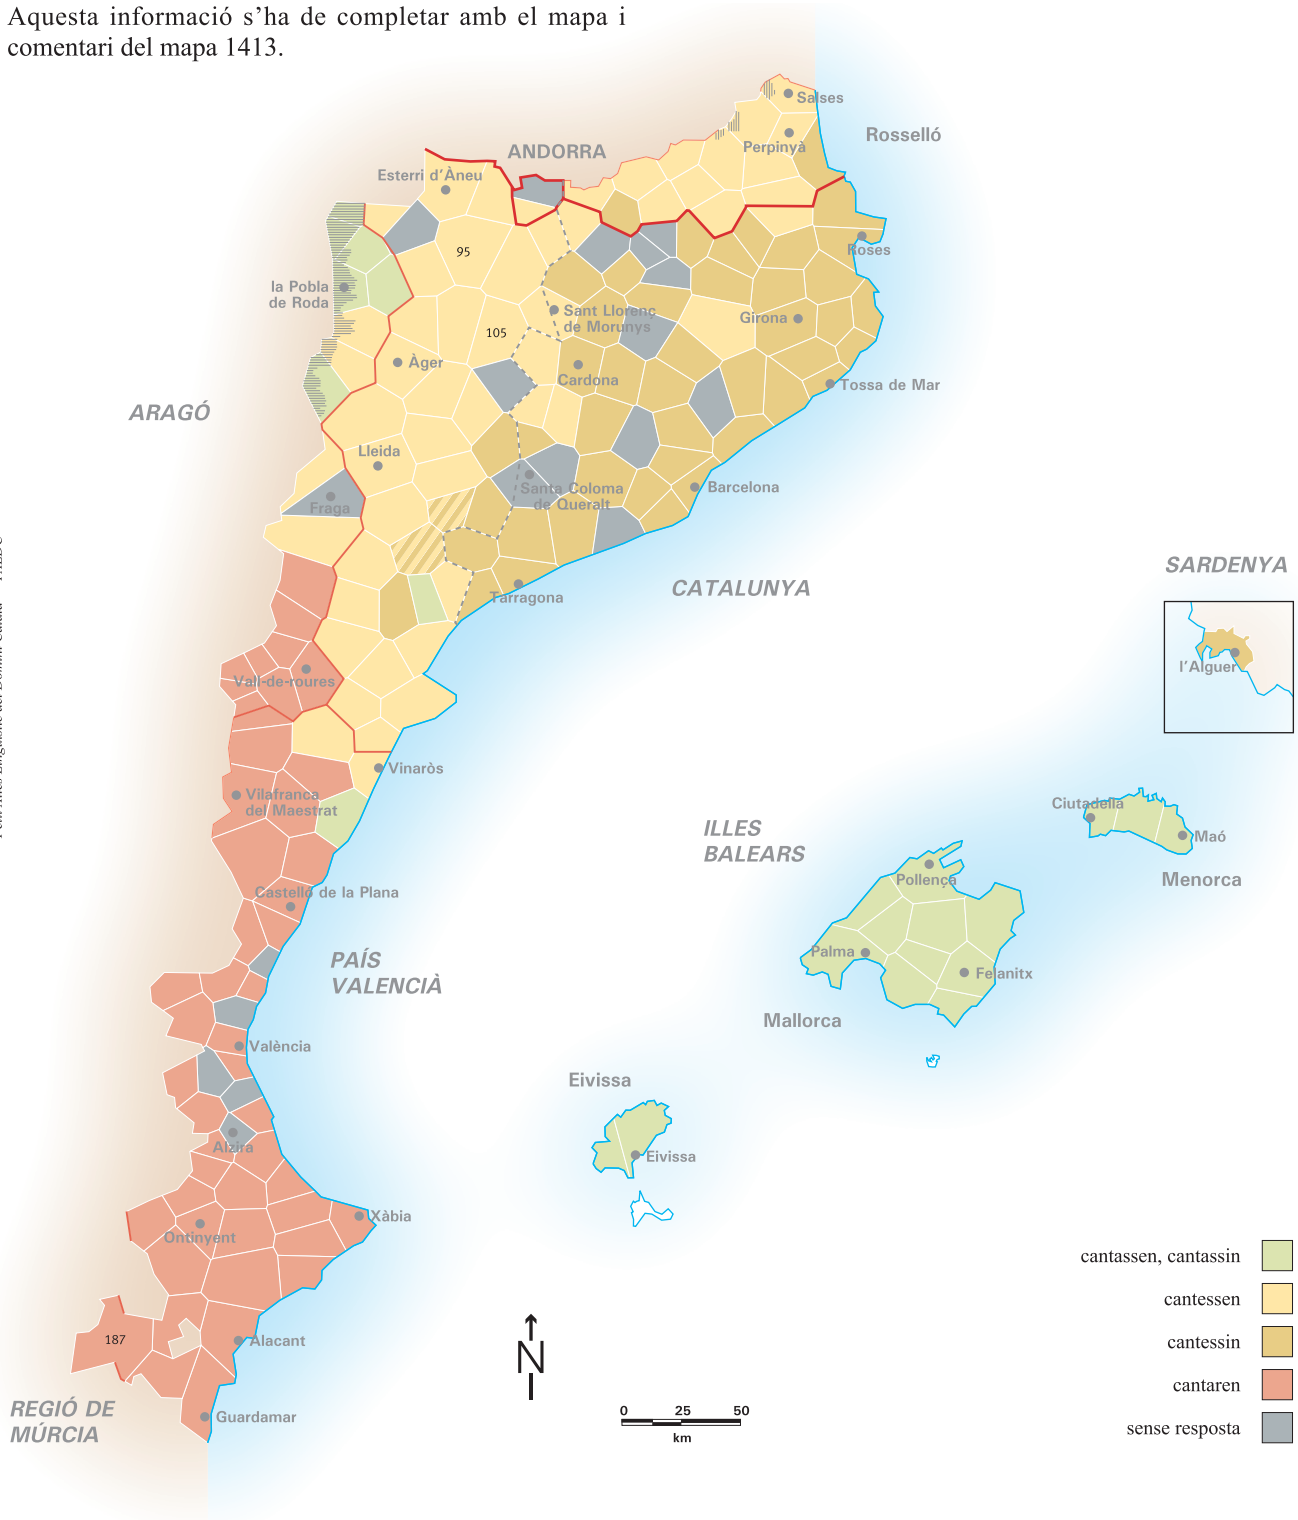 Aquesta informació s’ha de completar amb el mapa i
comentari del mapa 1413.
Salses
Rosselló
Perpinyà
ANDORRA
Esterri d’Àneu
95
Roses
la Pobla
de Roda
Sant Llorenç
de Morunys
Girona
105
Àger
Cardona
Tossa de Mar
ARAGÓ
Lleida
Santa Coloma
de Queralt
Barcelona
Fraga
SARDENYA
CATALUNYA
Tarragona
l’Alguer
Vall-de-roures
Vinaròs
Vilafranca
del Maestrat
Ciutadella
Maó
ILLES
BALEARS
Menorca
Pollença
Castelló de la Plana
Palma
Felanitx
PAÍS
VALENCIÀ
Mallorca
València
Eivissa
Alzira
Eivissa
Xàbia
Ontinyent
cantassen, cantassin
cantessen
187
Alacant
cantessin
N
cantaren
REGIÓ DE
MÚRCIA
Guardamar
0 25 50
km
sense resposta